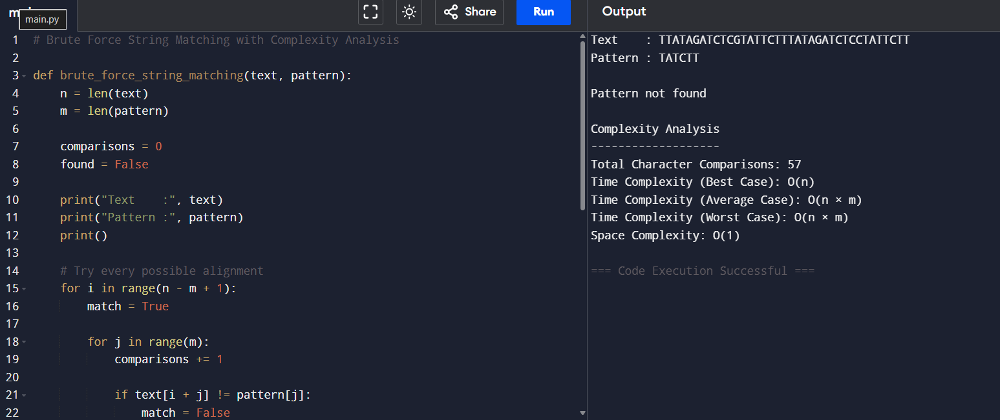 main.py
Share
Run
Output
1 # Brute Force String Matching with Complexity Analysis
2
3 def brute_force_string_matching(text, pattern):
4     n = len(text)
5     m = len(pattern)
6
7     comparisons = 0
8     found = False
9
10     print("Text    :", text)
11     print("Pattern :", pattern)
12     print()
13
14     # Try every possible alignment
15     for i in range(n - m + 1):
16         match = True
17
18         for j in range(m):
19             comparisons += 1
20
21             if text[i + j] != pattern[j]:
22                 match = False
Text    : TTATAGATCTCGTATTCTTTATAGATCTCCTATTCTT
Pattern : TATCTT

Pattern not found

Complexity Analysis
-------------------
Total Character Comparisons: 57
Time Complexity (Best Case): O(n)
Time Complexity (Average Case): O(n × m)
Time Complexity (Worst Case): O(n × m)
Space Complexity: O(1)

=== Code Execution Successful ===